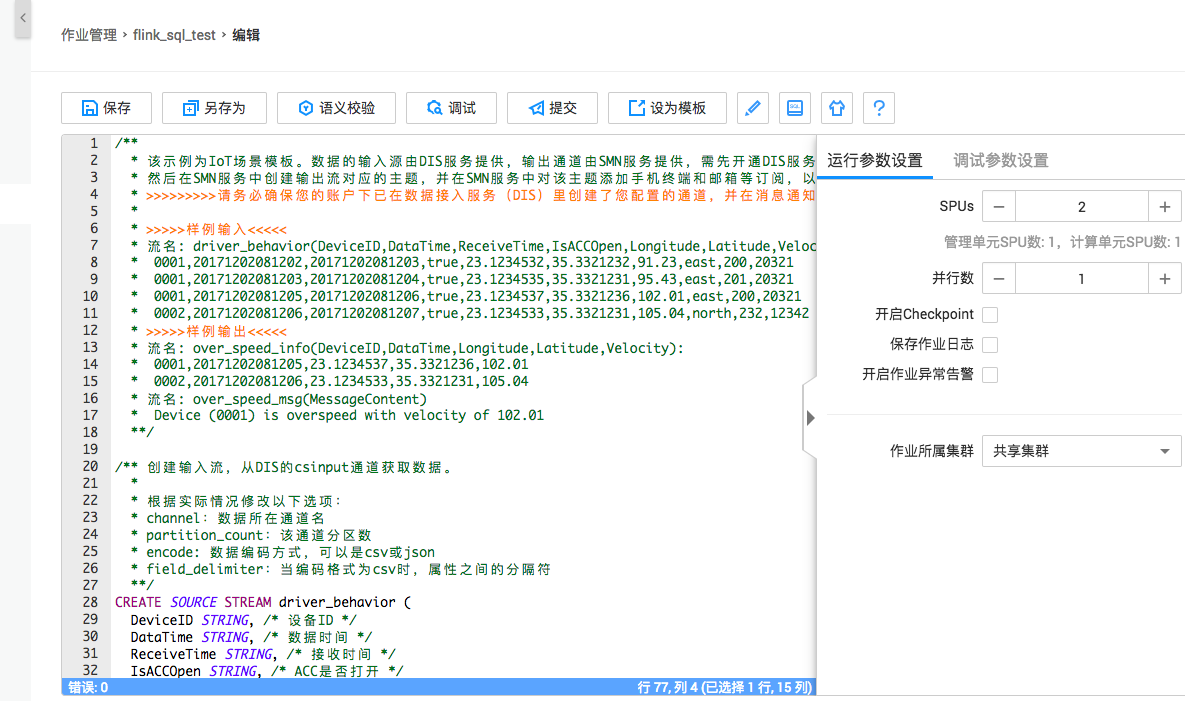 作业管理 › flink_sql_test › 编辑
保存 另存为 语义校验 调试 提交 设为模板 SQL ?
1 /**
2 * 该示例为IoT场景模板。数据的输入源由DIS服务提供，输出通道由SMN服务提供，需先开通DIS服务
3 * 然后在SMN服务中创建输出流对应的主题，并在SMN服务中对该主题添加手机终端和邮箱等订阅，以
4 * >>>>>>>>>请务必确保您的账户下已在数据接入服务（DIS）里创建了您配置的通道，并在消息通知
5 *
6 * >>>>>样例输入<<<<<
7 * 流名: driver_behavior(DeviceID,DataTime,ReceiveTime,IsACCOpen,Longitude,Latitude,Veloc
8 * 0001,20171202081202,20171202081203,true,23.1234532,35.3321232,91.23,east,200,20321
9 * 0001,20171202081203,20171202081204,true,23.1234535,35.3321231,95.43,east,201,20321
10 * 0001,20171202081205,20171202081206,true,23.1234537,35.3321236,102.01,east,200,20321
11 * 0002,20171202081206,20171202081207,true,23.1234533,35.3321231,105.04,north,232,12342
12 * >>>>>样例输出<<<<<
13 * 流名: over_speed_info(DeviceID,DataTime,Longitude,Latitude,Velocity):
14 * 0001,20171202081205,23.1234537,35.3321236,102.01
15 * 0002,20171202081206,23.1234533,35.3321231,105.04
16 * 流名: over_speed_msg(MessageContent)
17 * Device (0001) is overspeed with velocity of 102.01
18 **/
19
20 /** 创建输入流，从DIS的csinput通道获取数据。
21 *
22 * 根据实际情况修改以下选项：
23 * channel：数据所在通道名
24 * partition_count：该通道分区数
25 * encode: 数据编码方式，可以是csv或json
26 * field_delimiter：当编码格式为csv时，属性之间的分隔符
27 **/
28 CREATE SOURCE STREAM driver_behavior (
29 DeviceID STRING, /* 设备ID */
30 DataTime STRING, /* 数据时间 */
31 ReceiveTime STRING, /* 接收时间 */
32 IsACCOpen STRING, /* ACC是否打开 */
错误: 0 行 77, 列 4 (已选择 1 行, 15 列)
运行参数设置 调试参数设置
SPUs − 2 +
管理单元SPU数: 1，计算单元SPU数: 1
并行数 − 1 +
开启Checkpoint
保存作业日志
开启作业异常告警
作业所属集群 共享集群